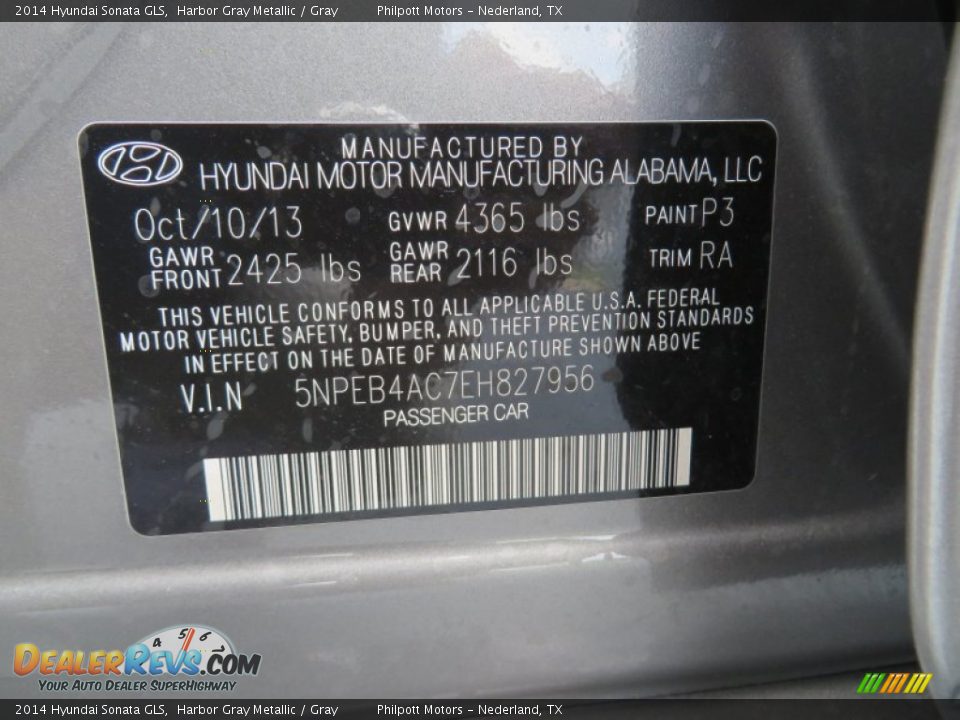 2014 Hyundai Sonata GLS, Harbor Gray Metallic / Gray Philpott Motors - Nederland, TX
MANUFACTURED BY
HYUNDAI MOTOR MANUFACTURING ALABAMA, LLC
Oct/10/13 GVWR 4365 lbs PAINT P3
GAWR FRONT 2425 lbs GAWR REAR 2116 lbs TRIM RA
THIS VEHICLE CONFORMS TO ALL APPLICABLE U.S.A. FEDERAL
MOTOR VEHICLE SAFETY, BUMPER, AND THEFT PREVENTION STANDARDS
IN EFFECT ON THE DATE OF MANUFACTURE SHOWN ABOVE
V.I.N 5NPEB4AC7EH827956
PASSENGER CAR
4 5 6
DEALERREVS.COM
YOUR AUTO DEALER SUPERHIGHWAY
2014 Hyundai Sonata GLS, Harbor Gray Metallic / Gray Philpott Motors - Nederland, TX